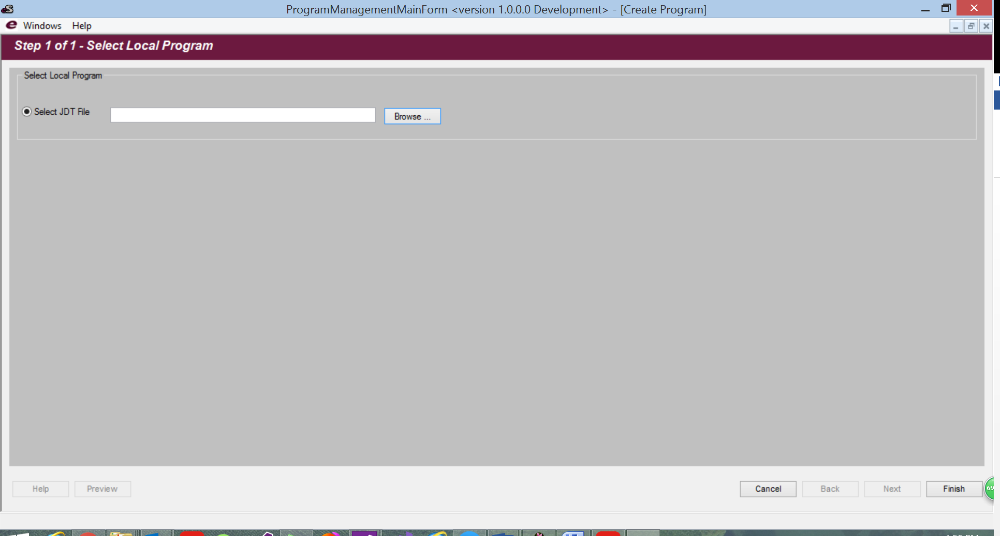 ProgramManagementMainForm <version 1.0.0.0 Development> - [Create Program]
Windows Help
Step 1 of 1 - Select Local Program
Select Local Program
Select JDT File
Browse ...
Help Preview Cancel Back Next Finish